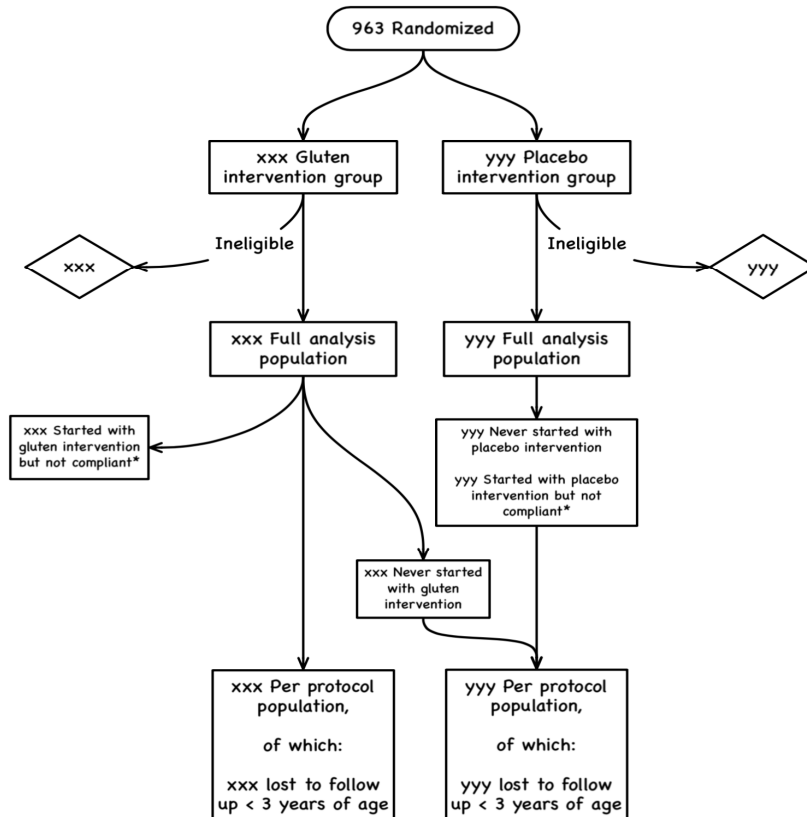 963 Randomized
xxx Gluten
intervention group
yyy Placebo
intervention group
Ineligible
Ineligible
xxx
yyy
xxx Full analysis
population
yyy Full analysis
population
xxx Started with
gluten intervention
but not compliant*
yyy Never started with
placebo intervention
yyy Started with placebo
intervention but not
compliant*
xxx Never started
with gluten
intervention
xxx Per protocol
population,
of which:
xxx lost to follow
up < 3 years of age
yyy Per protocol
population,
of which:
yyy lost to follow
up < 3 years of age